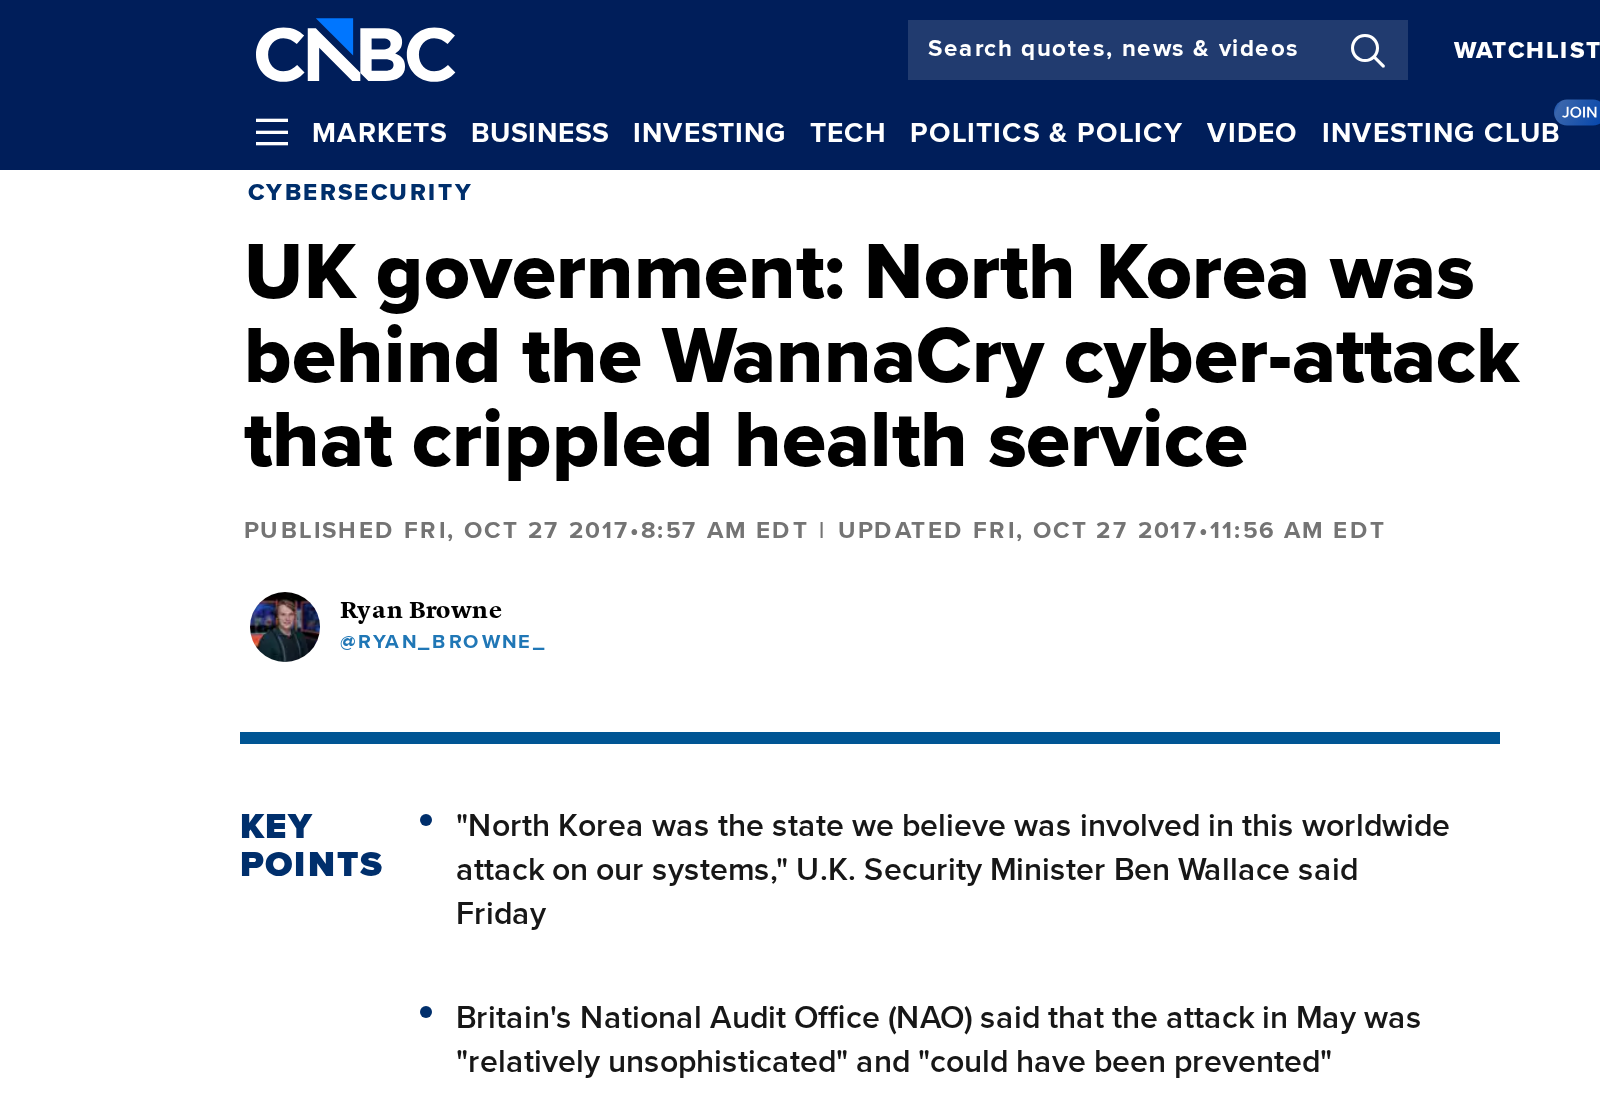 CNBC
Search quotes, news & videos
WATCHLIST
MARKETS BUSINESS INVESTING TECH POLITICS & POLICY VIDEO INVESTING CLUB
JOIN
CYBERSECURITY
UK government: North Korea was
behind the WannaCry cyber-attack
that crippled health service
PUBLISHED FRI, OCT 27 2017•8:57 AM EDT | UPDATED FRI, OCT 27 2017•11:56 AM EDT
Ryan Browne
@RYAN_BROWNE_
KEY
POINTS
• "North Korea was the state we believe was involved in this worldwide
attack on our systems," U.K. Security Minister Ben Wallace said
Friday
• Britain's National Audit Office (NAO) said that the attack in May was
"relatively unsophisticated" and "could have been prevented"